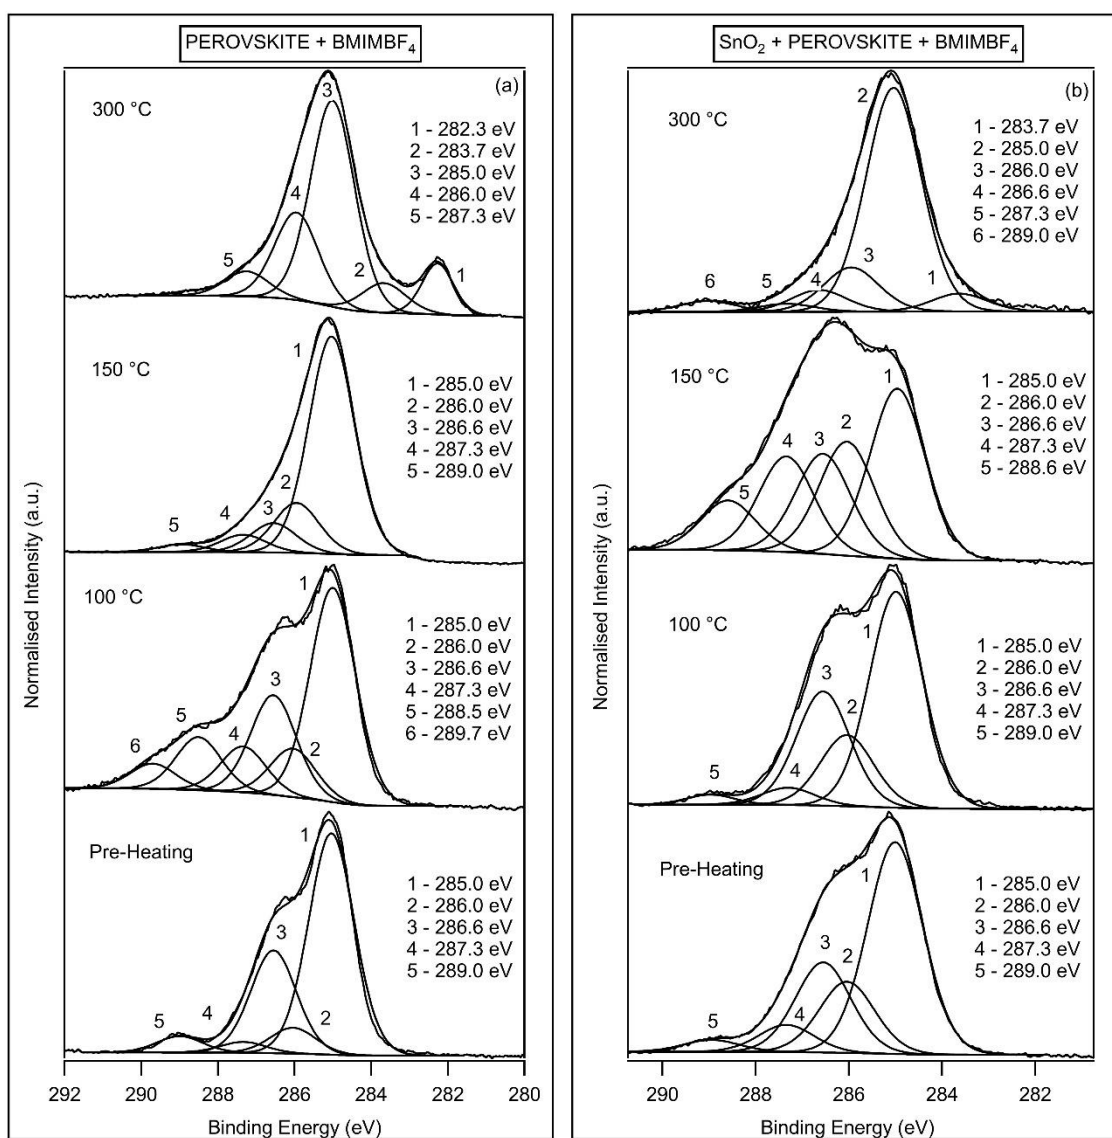 PEROVSKITE + BMIMBF4
(a)
Normalised Intensity (a.u.)
300 °C
3
4
5
2
1
1 - 282.3 eV
2 - 283.7 eV
3 - 285.0 eV
4 - 286.0 eV
5 - 287.3 eV
150 °C
1
2
3
4
5
1 - 285.0 eV
2 - 286.0 eV
3 - 286.6 eV
4 - 287.3 eV
5 - 289.0 eV
100 °C
1
3
5
4
2
6
1 - 285.0 eV
2 - 286.0 eV
3 - 286.6 eV
4 - 287.3 eV
5 - 288.5 eV
6 - 289.7 eV
Pre-Heating
1
3
5
4
2
1 - 285.0 eV
2 - 286.0 eV
3 - 286.6 eV
4 - 287.3 eV
5 - 289.0 eV
292 290 288 286 284 282 280
Binding Energy (eV)
SnO2 + PEROVSKITE + BMIMBF4
(b)
Normalised Intensity (a.u.)
300 °C
2
3
6
5
4
1
1 - 283.7 eV
2 - 285.0 eV
3 - 286.0 eV
4 - 286.6 eV
5 - 287.3 eV
6 - 289.0 eV
150 °C
1
2
3
4
5
1 - 285.0 eV
2 - 286.0 eV
3 - 286.6 eV
4 - 287.3 eV
5 - 288.6 eV
100 °C
1
3
2
4
5
1 - 285.0 eV
2 - 286.0 eV
3 - 286.6 eV
4 - 287.3 eV
5 - 289.0 eV
Pre-Heating
1
3
2
4
5
1 - 285.0 eV
2 - 286.0 eV
3 - 286.6 eV
4 - 287.3 eV
5 - 289.0 eV
290 288 286 284 282
Binding Energy (eV)